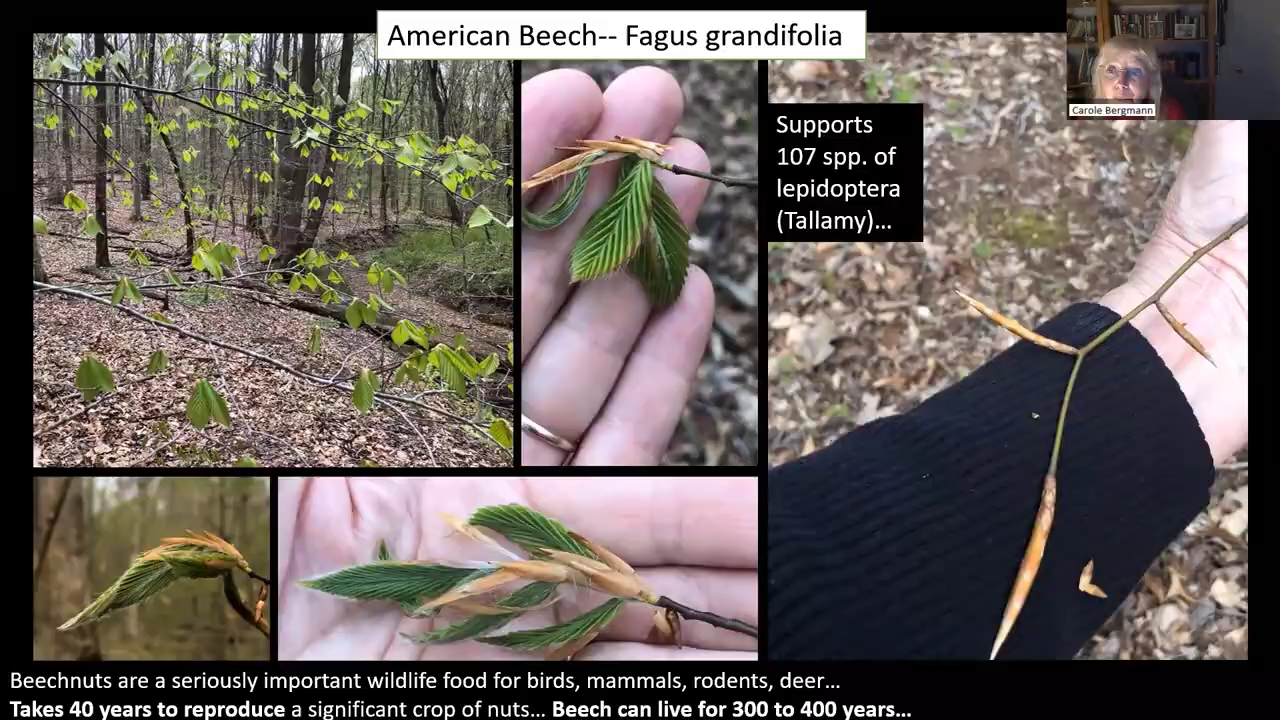 American Beech-- Fagus grandifolia
Carole Bergmann
Supports
107 spp. of
lepidoptera
(Tallamy)...
Beechnuts are a seriously important wildlife food for birds, mammals, rodents, deer...
Takes 40 years to reproduce a significant crop of nuts... Beech can live for 300 to 400 years...